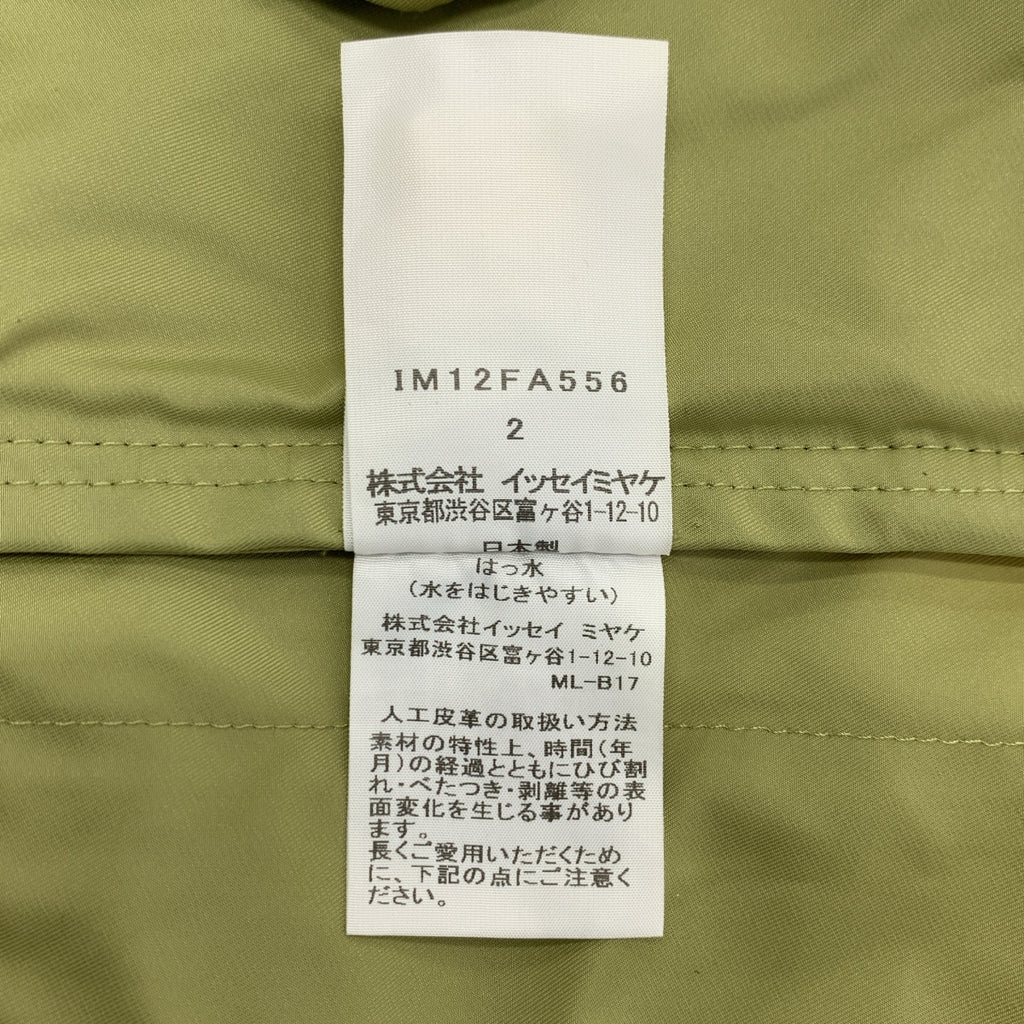 IM12FA556
2
株式会社 イッセイミヤケ
東京都渋谷区富ヶ谷1-12-10
日本製
はっ水
(水をはじきやすい)
株式会社イッセイ ミヤケ
東京都渋谷区富ヶ谷1-12-10
ML-B17
人工皮革の取扱い方法
素材の特性上、時間(年
月)の経過とともにひび割
れ・べたつき・剥離等の表
面変化を生じる事があり
ます。
長くご愛用いただくため
に、下記の点にご注意く
ださい。